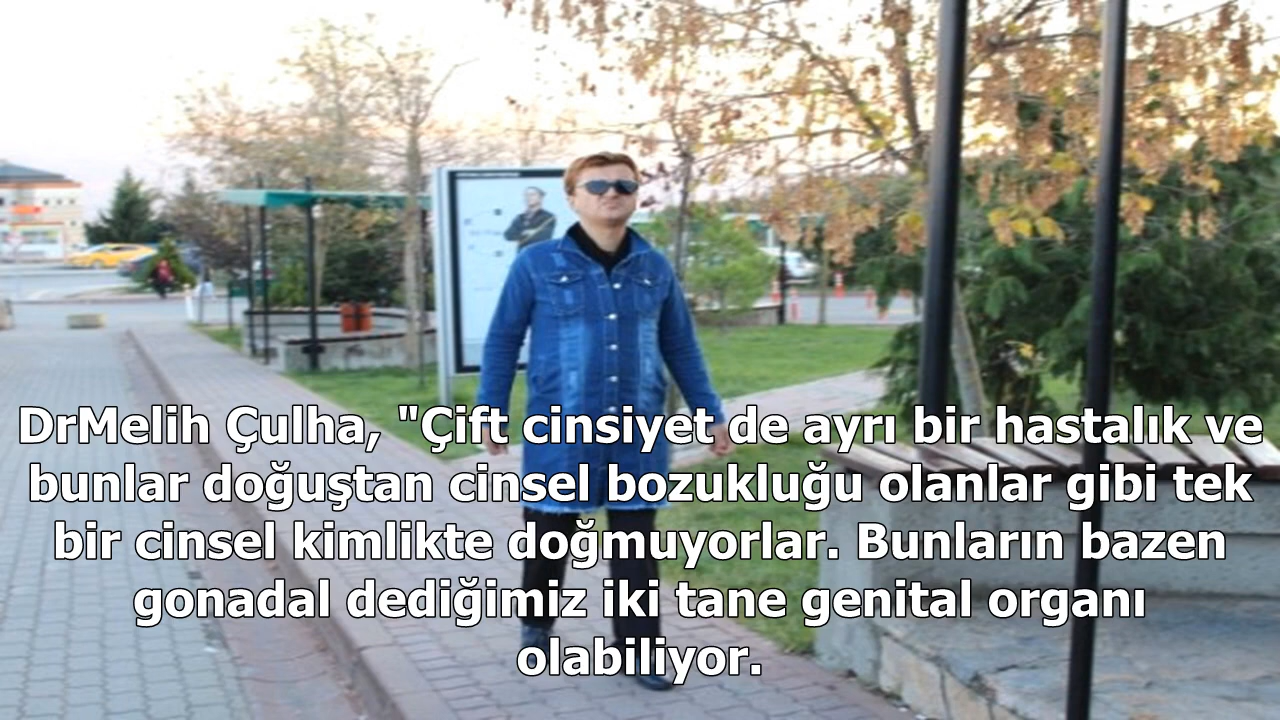 DrMelih Çulha, "Çift cinsiyet de ayrı bir hastalık ve
bunlar doğuştan cinsel bozukluğu olanlar gibi tek
bir cinsel kimlikte doğmuyorlar. Bunların bazen
gonadal dediğimiz iki tane genital organı
olabiliyor.